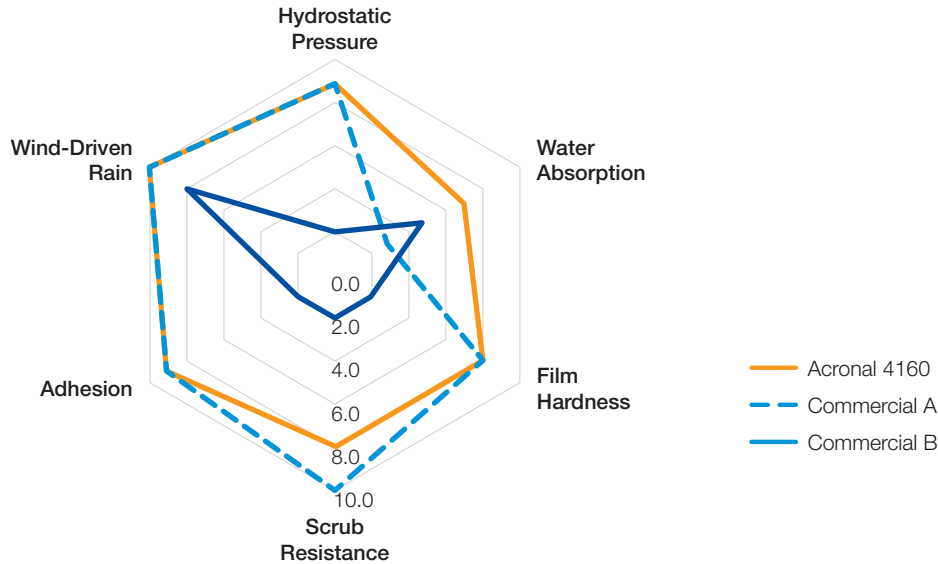 Hydrostatic
Pressure
Wind-Driven
Rain
Water
Absorption
0.0
2.0
4.0
6.0
8.0
10.0
Adhesion
Film
Hardness
Scrub
Resistance
Acronal 4160
Commercial A
Commercial B